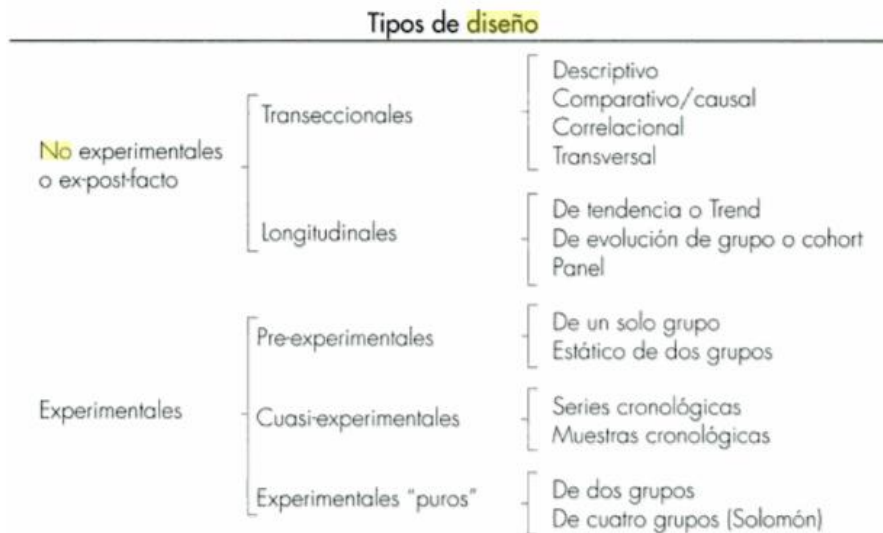 Tipos de diseño
No experimentales
o ex-post-facto
Transeccionales
Descriptivo
Comparativo/causal
Correlacional
Transversal
Longitudinales
De tendencia o Trend
De evolución de grupo o cohort
Panel
Experimentales
Pre-experimentales
De un solo grupo
Estático de dos grupos
Cuasi-experimentales
Series cronológicas
Muestras cronológicas
Experimentales “puros”
De dos grupos
De cuatro grupos (Solomón)